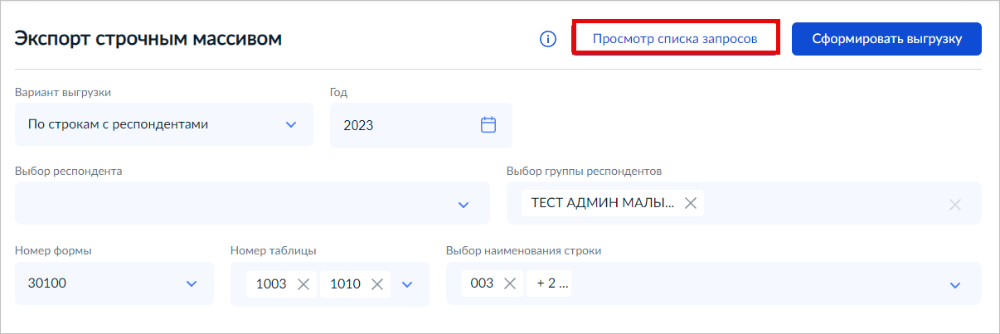 Экспорт строчным массивом
Просмотр списка запросов
Сформировать выгрузку
Вариант выгрузки
Год
По строкам с респондентами
2023
Выбор респондента
Выбор группы респондентов
ТЕСТ АДМИН МАЛЫ...
Номер формы
Номер таблицы
Выбор наименования строки
30100
1003
1010
003
+ 2 ...